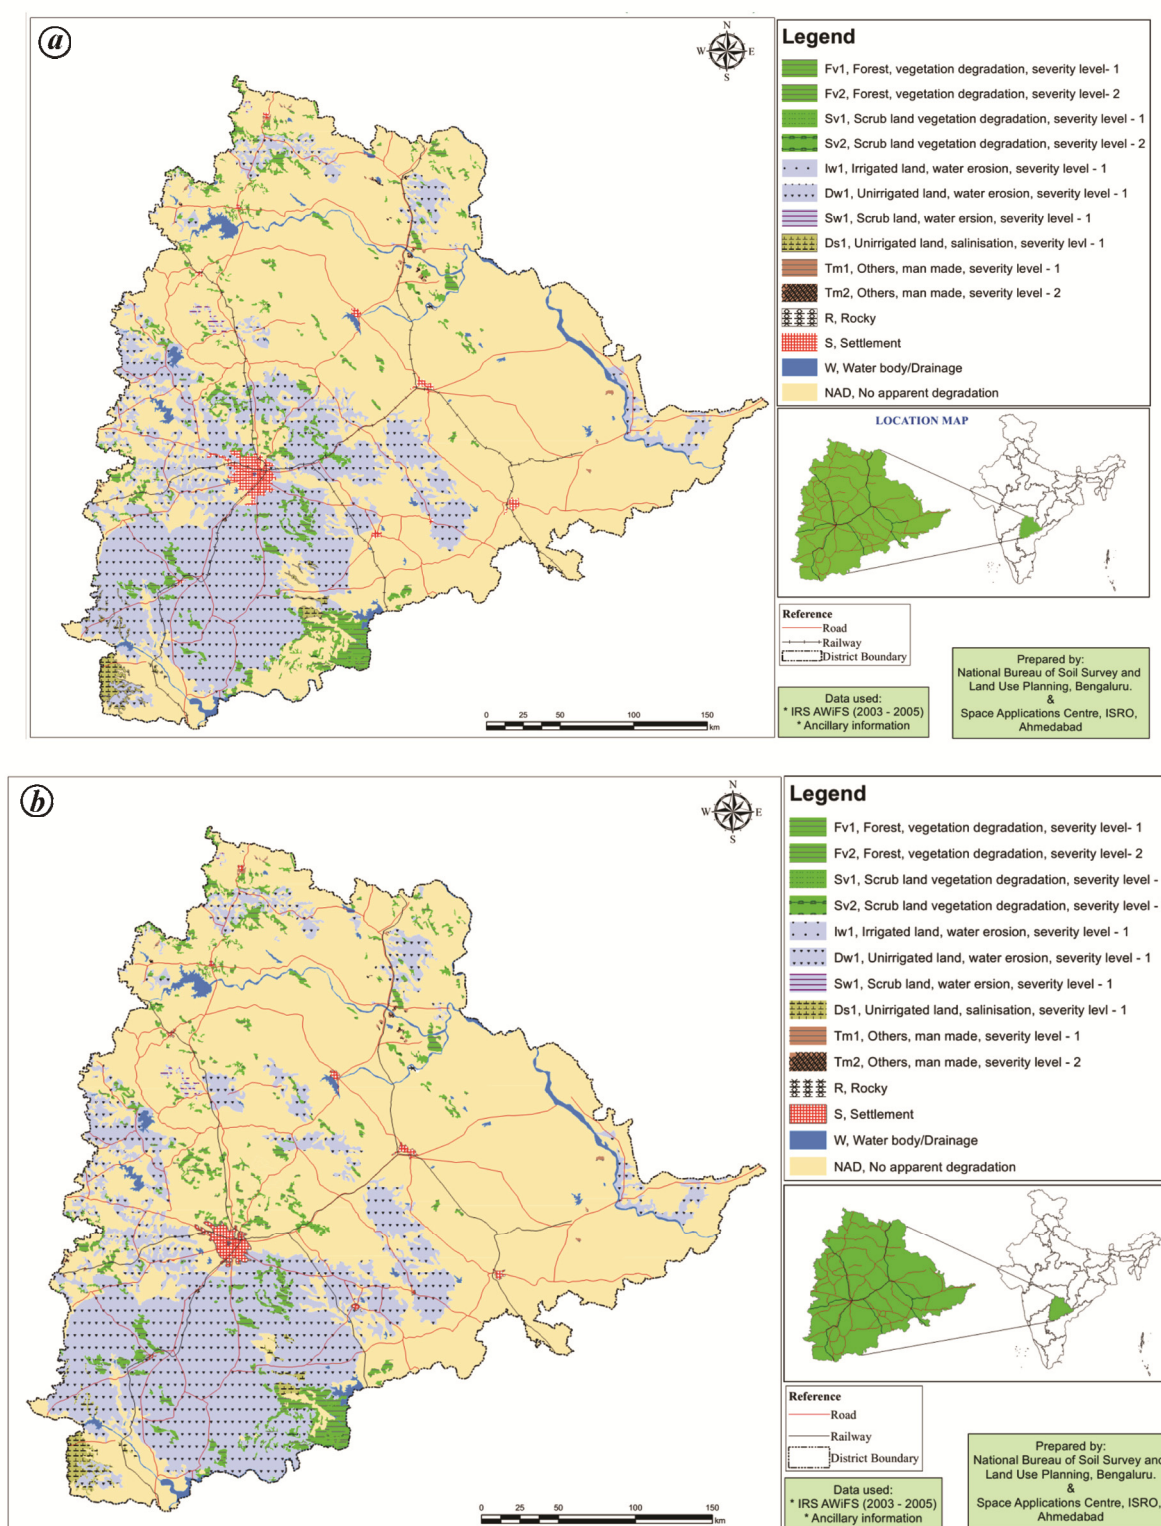 a
N
W E
S
Legend
Fv1, Forest, vegetation degradation, severity level- 1
Fv2, Forest, vegetation degradation, severity level- 2
Sv1, Scrub land vegetation degradation, severity level - 1
Sv2, Scrub land vegetation degradation, severity level - 2
Iw1, Irrigated land, water erosion, severity level - 1
Dw1, Unirrigated land, water erosion, severity level - 1
Sw1, Scrub land, water ersion, severity level - 1
Ds1, Unirrigated land, salinisation, severity levl - 1
Tm1, Others, man made, severity level - 1
Tm2, Others, man made, severity level - 2
R, Rocky
S, Settlement
W, Water body/Drainage
NAD, No apparent degradation
LOCATION MAP
Reference
Road
Railway
District Boundary
Data used:
* IRS AWiFS (2003 - 2005)
* Ancillary information
Prepared by:
National Bureau of Soil Survey and
Land Use Planning, Bengaluru.
&
Space Applications Centre, ISRO,
Ahmedabad
0 25 50 100 150
km
b
N
W E
S
Legend
Fv1, Forest, vegetation degradation, severity level- 1
Fv2, Forest, vegetation degradation, severity level- 2
Sv1, Scrub land vegetation degradation, severity level -
Sv2, Scrub land vegetation degradation, severity level -
Iw1, Irrigated land, water erosion, severity level - 1
Dw1, Unirrigated land, water erosion, severity level - 1
Sw1, Scrub land, water ersion, severity level - 1
Ds1, Unirrigated land, salinisation, severity levl - 1
Tm1, Others, man made, severity level - 1
Tm2, Others, man made, severity level - 2
R, Rocky
S, Settlement
W, Water body/Drainage
NAD, No apparent degradation
Reference
Road
Railway
District Boundary
Data used:
* IRS AWiFS (2003 - 2005)
* Ancillary information
Prepared by:
National Bureau of Soil Survey and
Land Use Planning, Bengaluru.
&
Space Applications Centre, ISRO,
Ahmedabad
0 25 50 100 150
km